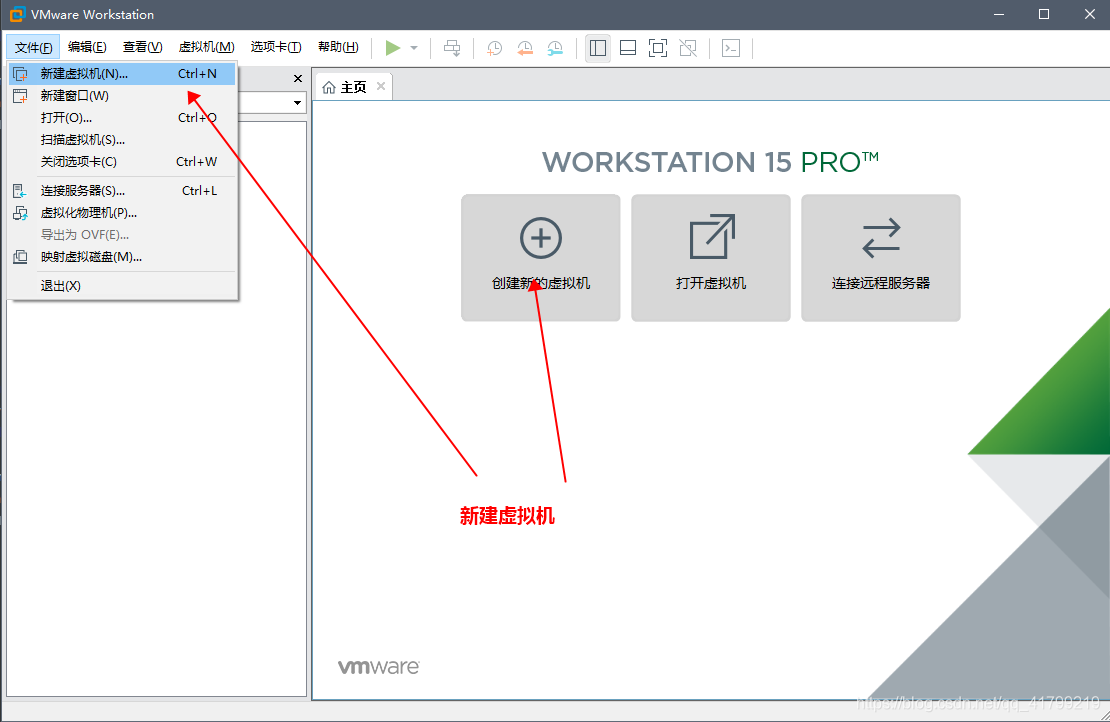 VMware Workstation
文件(F) 编辑(E) 查看(V) 虚拟机(M) 选项卡(T) 帮助(H)
新建虚拟机(N)... Ctrl+N
新建窗口(W)
打开(O)... Ctrl+O
扫描虚拟机(S)...
关闭选项卡(C) Ctrl+W
连接服务器(S)... Ctrl+L
虚拟化物理机(P)...
导出为 OVF(E)...
映射虚拟磁盘(M)...
退出(X)
主页
WORKSTATION 15 PRO™
创建新的虚拟机
打开虚拟机
连接远程服务器
新建虚拟机
vmware
https://blog.csdn.net/qq_41799219